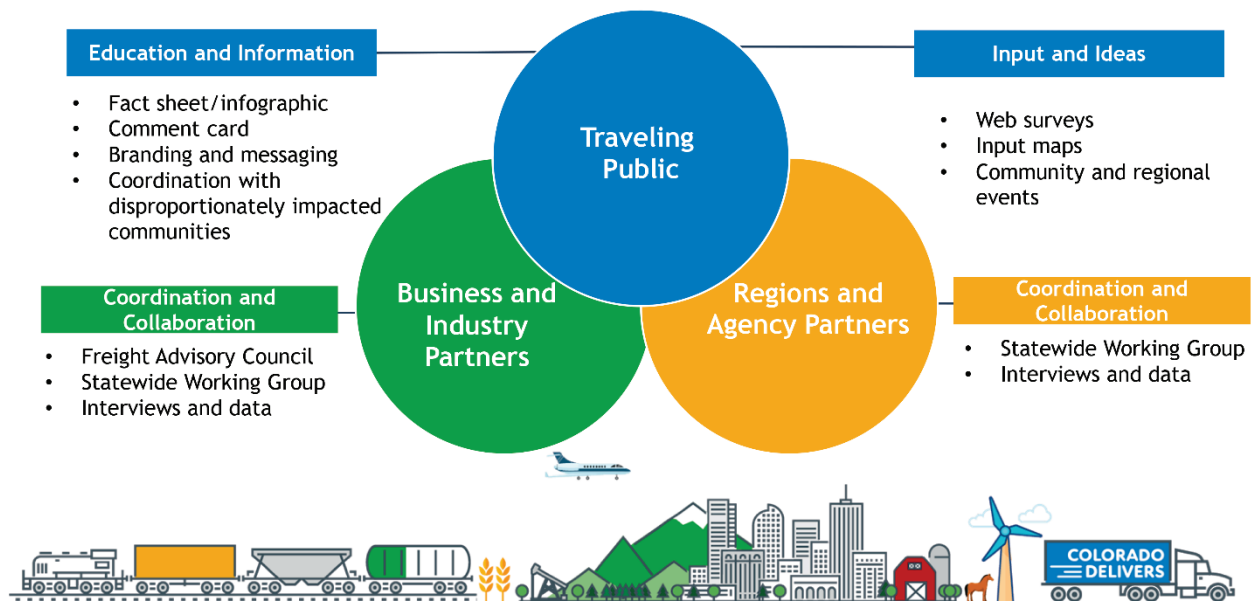 Education and Information
• Fact sheet/infographic
• Comment card
• Branding and messaging
• Coordination with
disproportionately impacted
communities
Traveling
Public
Input and Ideas
• Web surveys
• Input maps
• Community and regional
events
Coordination and
Collaboration
• Freight Advisory Council
• Statewide Working Group
• Interviews and data
Business and
Industry
Partners
Regions and
Agency Partners
Coordination and
Collaboration
• Statewide Working Group
• Interviews and data
COLORADO
DELIVERS